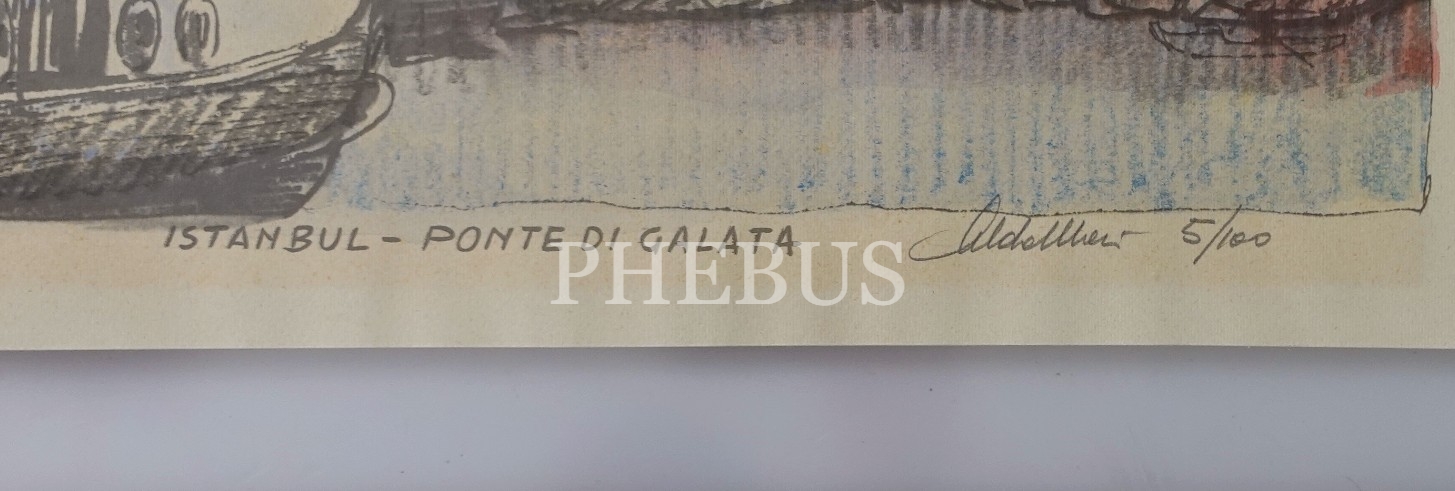 ISTANBUL - PONTE DI GALATA 5/100
PHEBUS